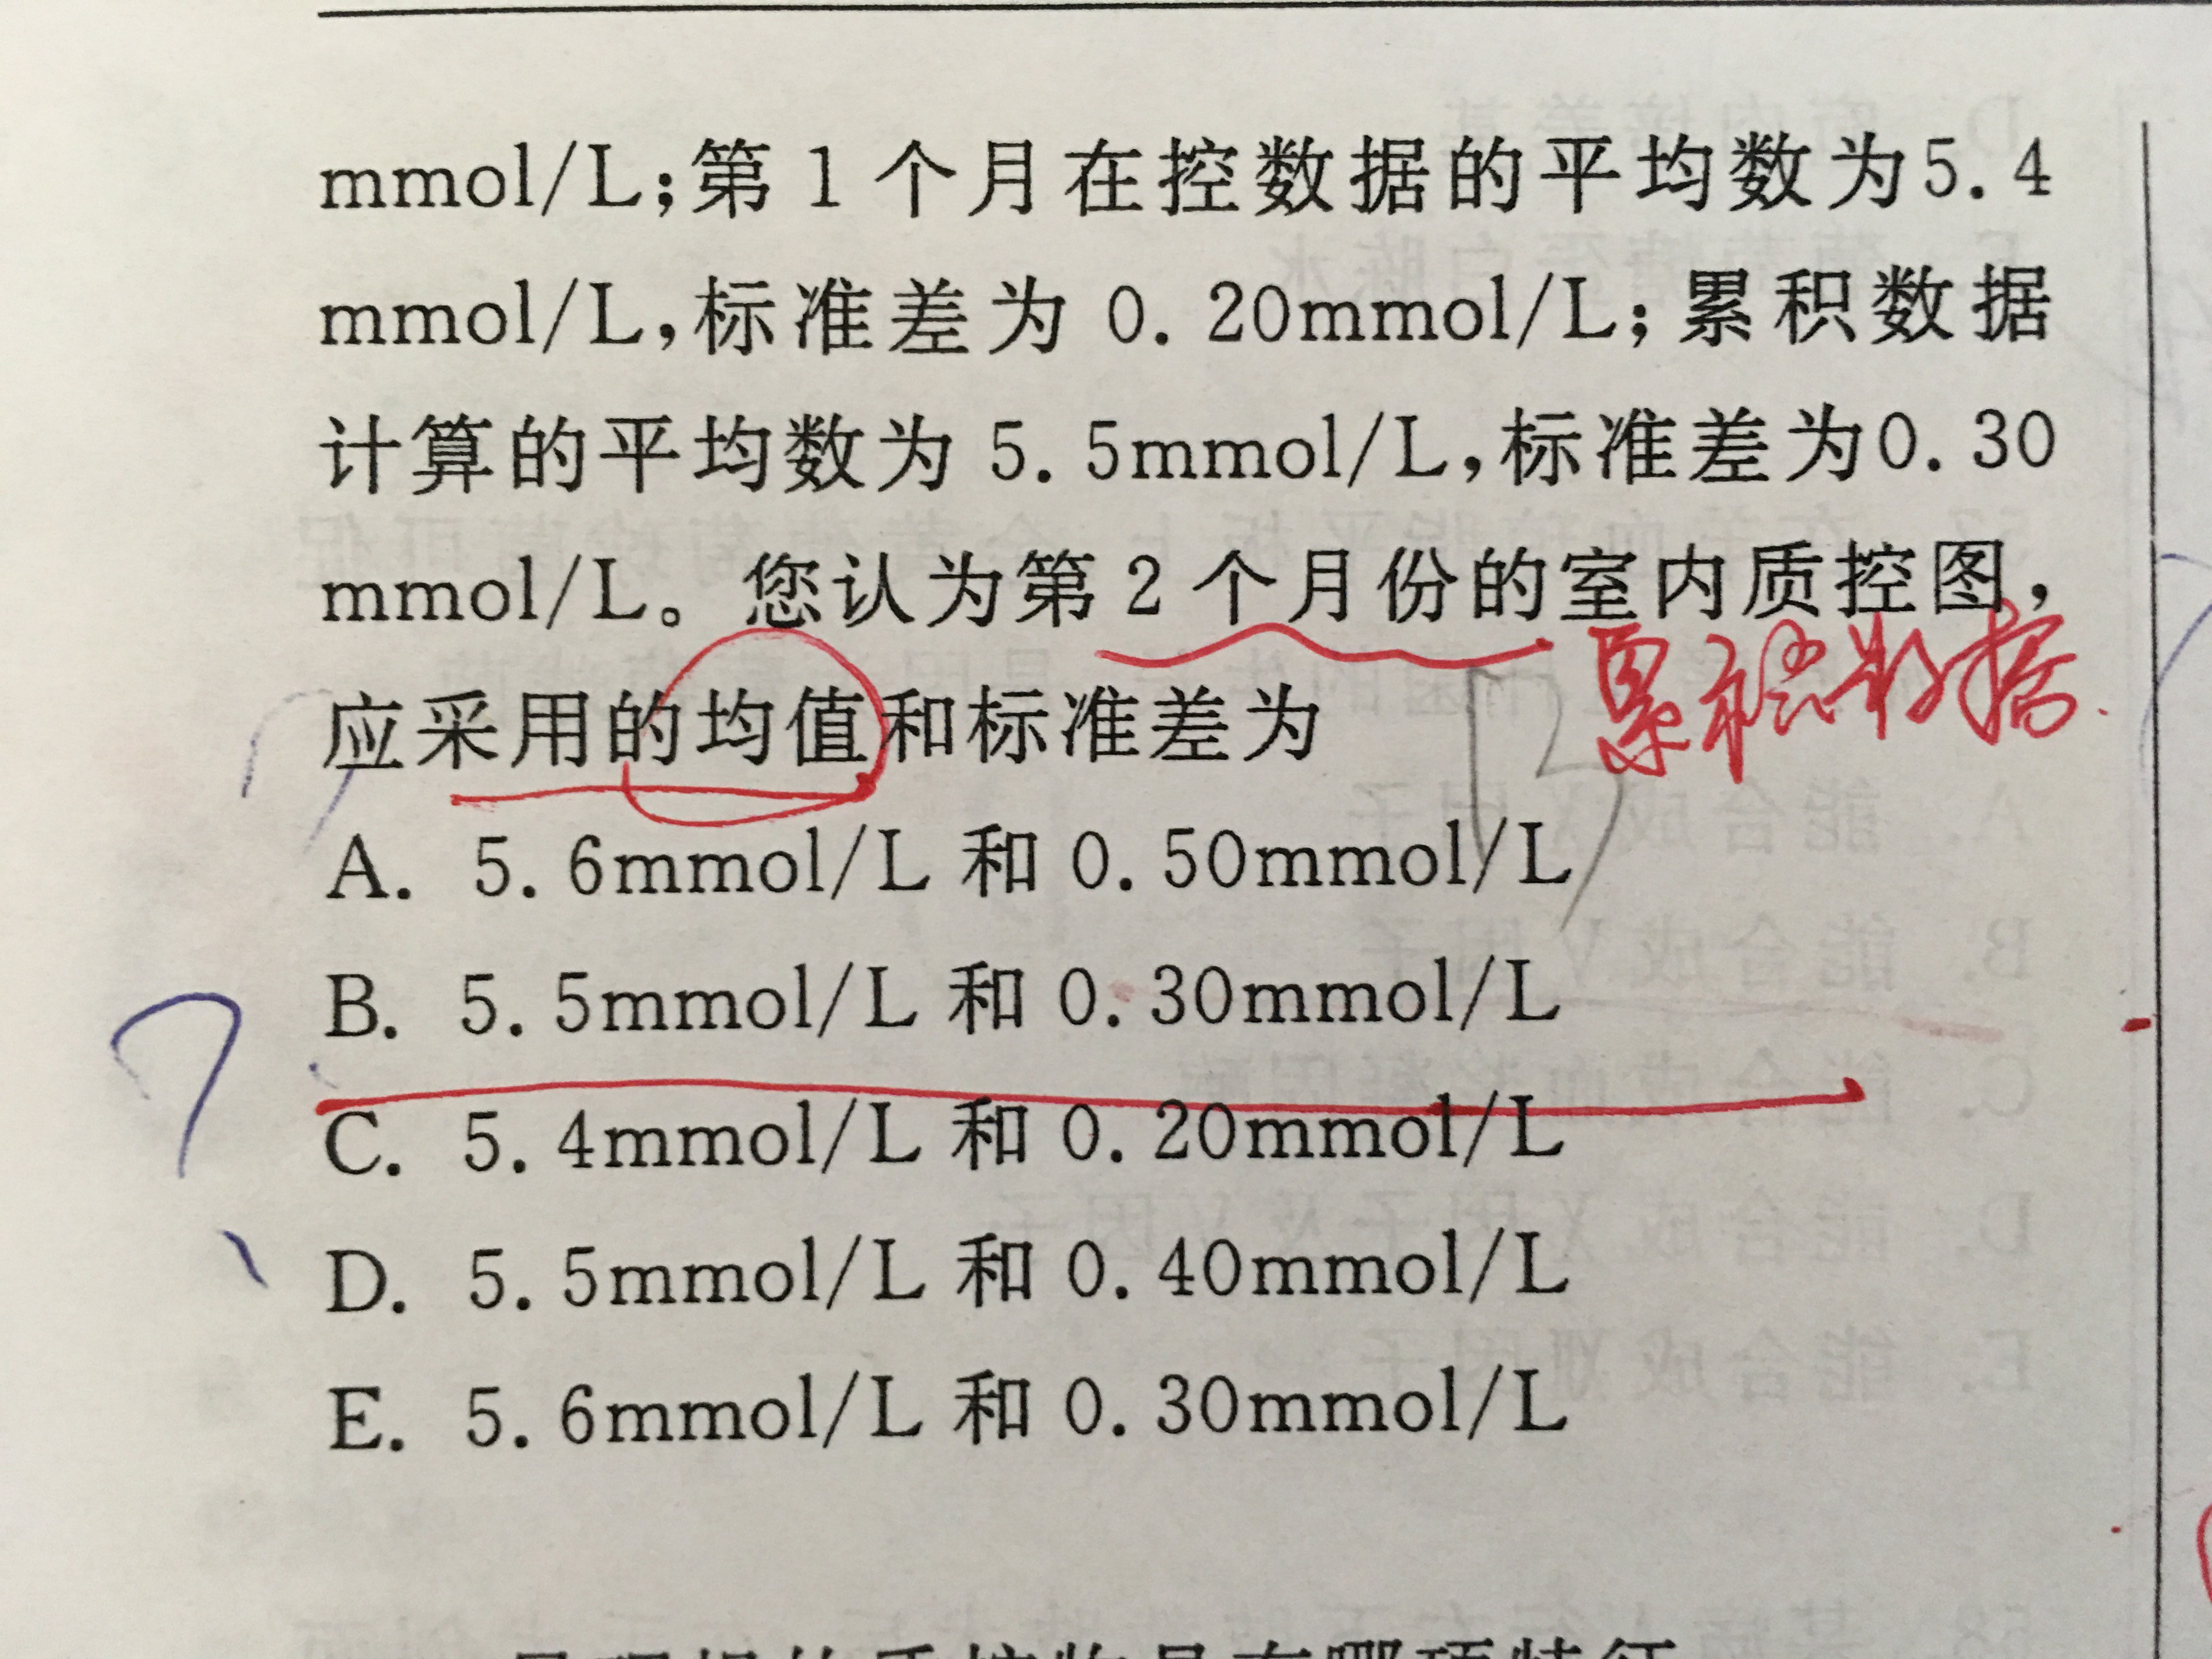 mmol/L;第1个月在控数据的平均数为5.4
mmol/L,标准差为 0.20mmol/L;累积数据
计算的平均数为 5.5mmol/L,标准差为0.30
mmol/L。您认为第2个月份的室内质控图,
累积数据.
应采用的均值和标准差为
A. 5.6mmol/L 和 0.50mmol/L
B. 5.5mmol/L 和 0.30mmol/L
C. 5.4mmol/L 和 0.20mmol/L
D. 5.5mmol/L 和 0.40mmol/L
E. 5.6mmol/L 和 0.30mmol/L